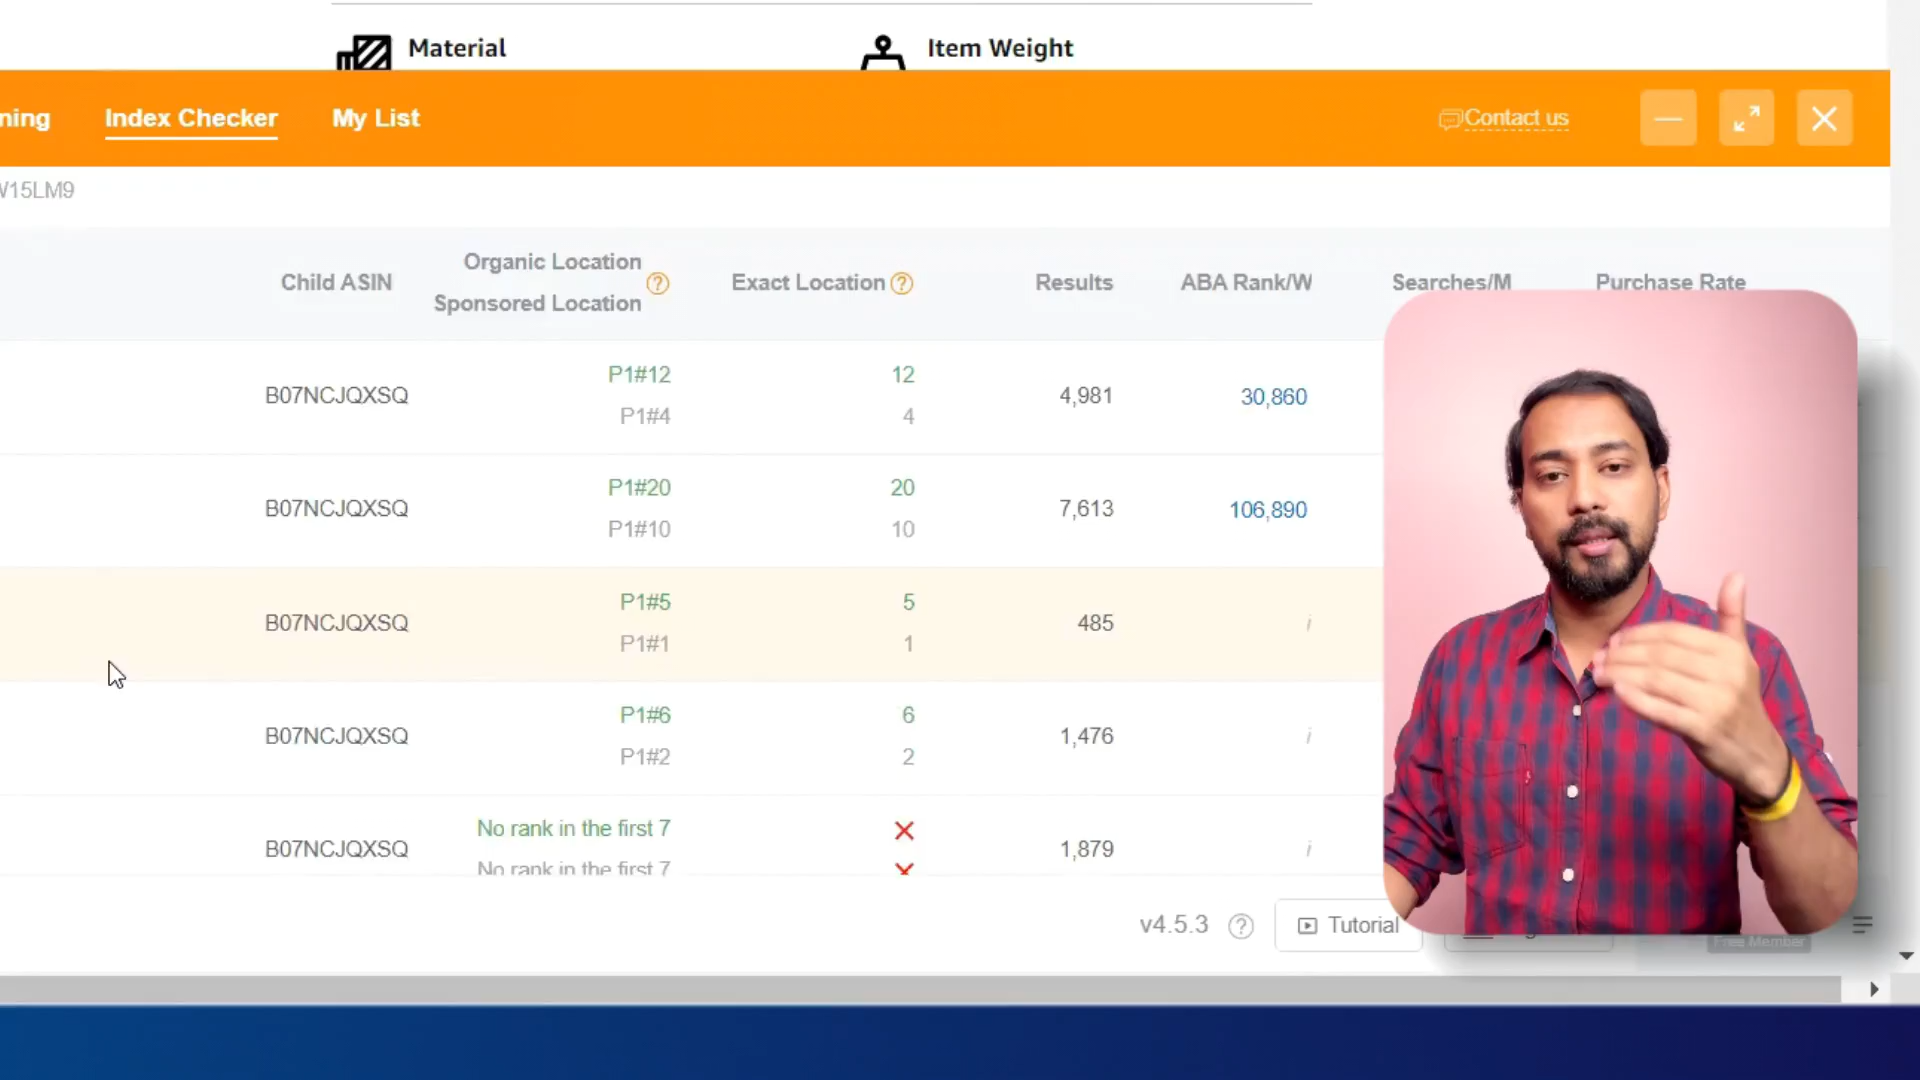 Material
Item Weight
ning
Index Checker
My List
Contact us
W15LM9
Child ASIN
Organic Location
Sponsored Location
Exact Location
Results
ABA Rank/W
Searches/M
Purchase Rate
B07NCJQXSQ
P1#12
P1#4
12
4
4,981
30,860
B07NCJQXSQ
P1#20
P1#10
20
10
7,613
106,890
B07NCJQXSQ
P1#5
P1#1
5
1
485
i
B07NCJQXSQ
P1#6
P1#2
6
2
1,476
i
B07NCJQXSQ
No rank in the first 7
No rank in the first 7
1,879
i
v4.5.3
Tutorial
Free Member